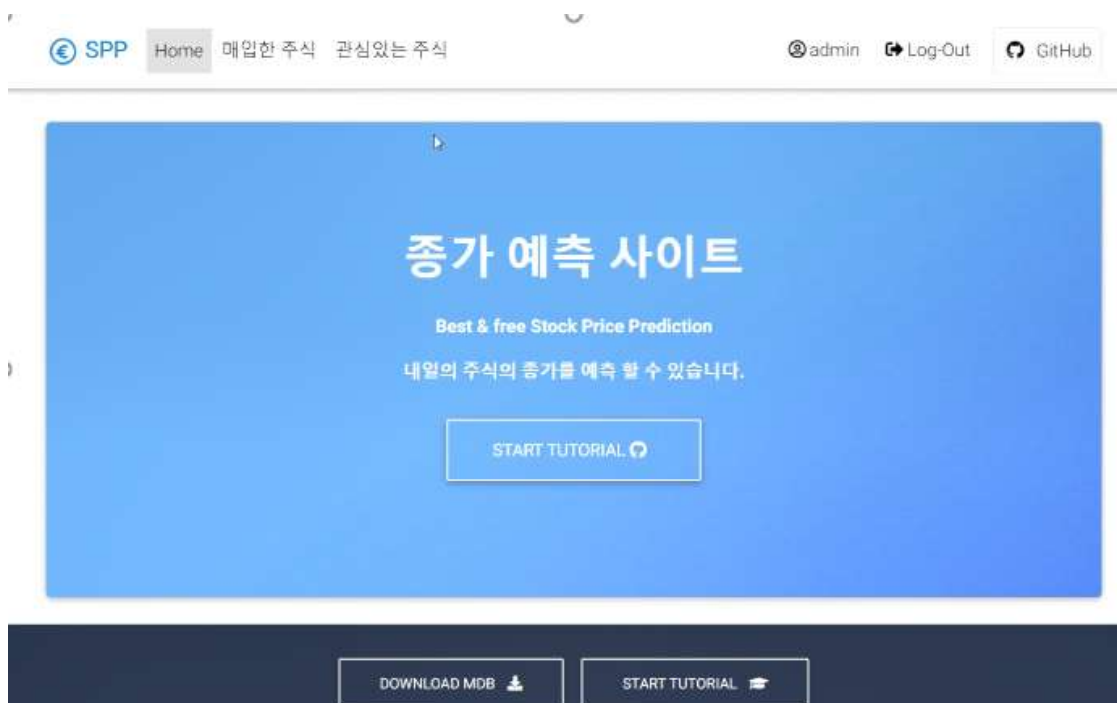 SPP Home 매입한 주식 관심있는 주식 admin Log-Out GitHub
종가 예측 사이트
Best & free Stock Price Prediction
내일의 주식의 종가를 예측 할 수 있습니다.
START TUTORIAL
DOWNLOAD MDB START TUTORIAL